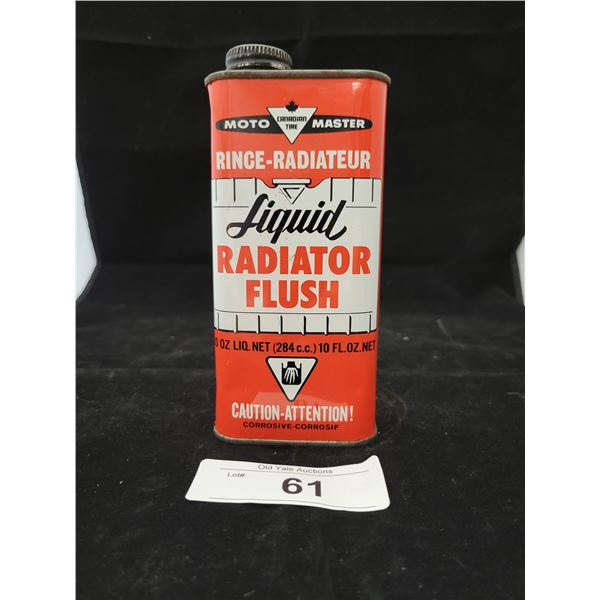 MOTO CANADIAN TIRE MASTER
RINCE-RADIATEUR
Liquid
RADIATOR
FLUSH
0 OZ LIQ. NET (284 c.c.) 10 FL.OZ.NET
CAUTION-ATTENTION!
CORROSIVE-CORROSIF
Old Yale Auctions
Lot#: 61